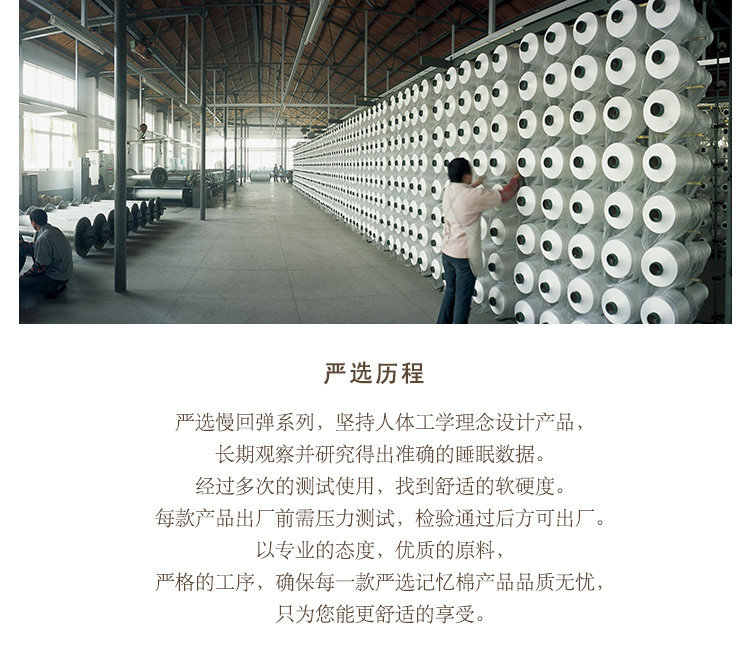 严选历程
严选慢回弹系列，坚持人体工学理念设计产品，
长期观察并研究得出准确的睡眠数据。
经过多次的测试使用，找到舒适的软硬度。
每款产品出厂前需压力测试，检验通过后方可出厂。
以专业的态度，优质的原料，
严格的工序，确保每一款严选记忆棉产品品质无忧，
只为您能更舒适的享受。